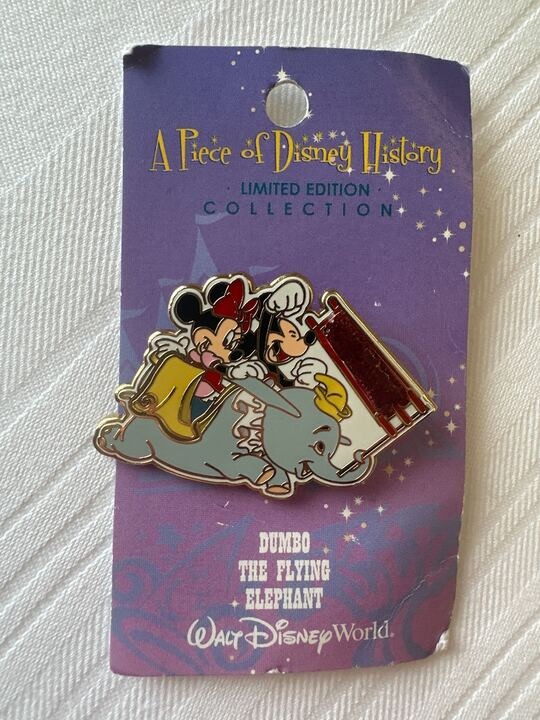 A Piece of Disney History
· LIMITED EDITION ·
COLLECTION
DUMBO
THE FLYING
ELEPHANT
WALT DISNEY World®